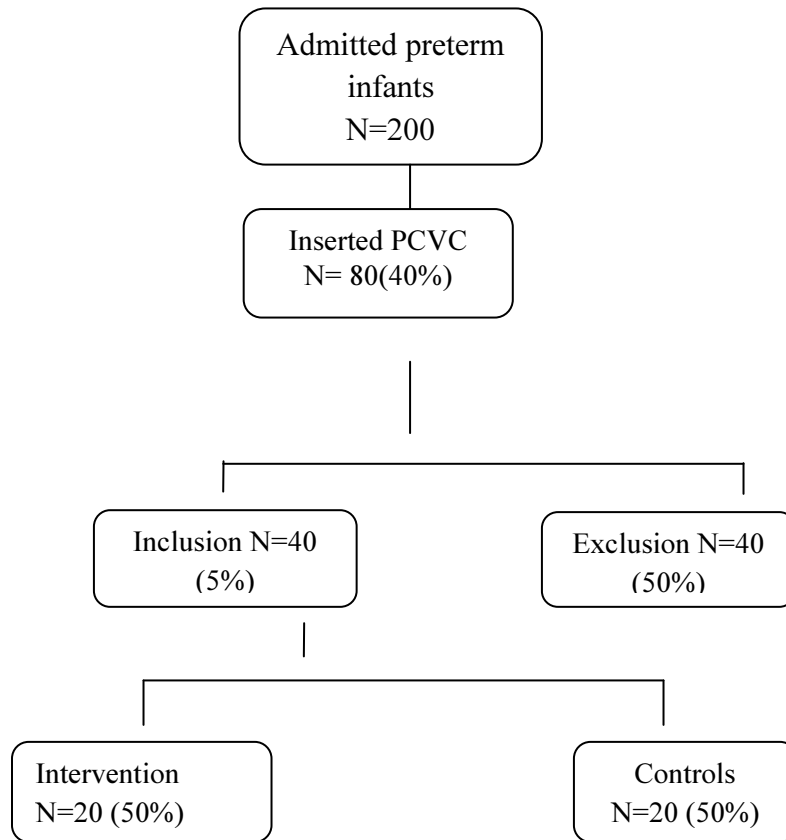 Admitted preterm
infants
N=200
Inserted PCVC
N= 80(40%)
Inclusion N=40
(5%)
Exclusion N=40
(50%)
Intervention
N=20 (50%)
Controls
N=20 (50%)